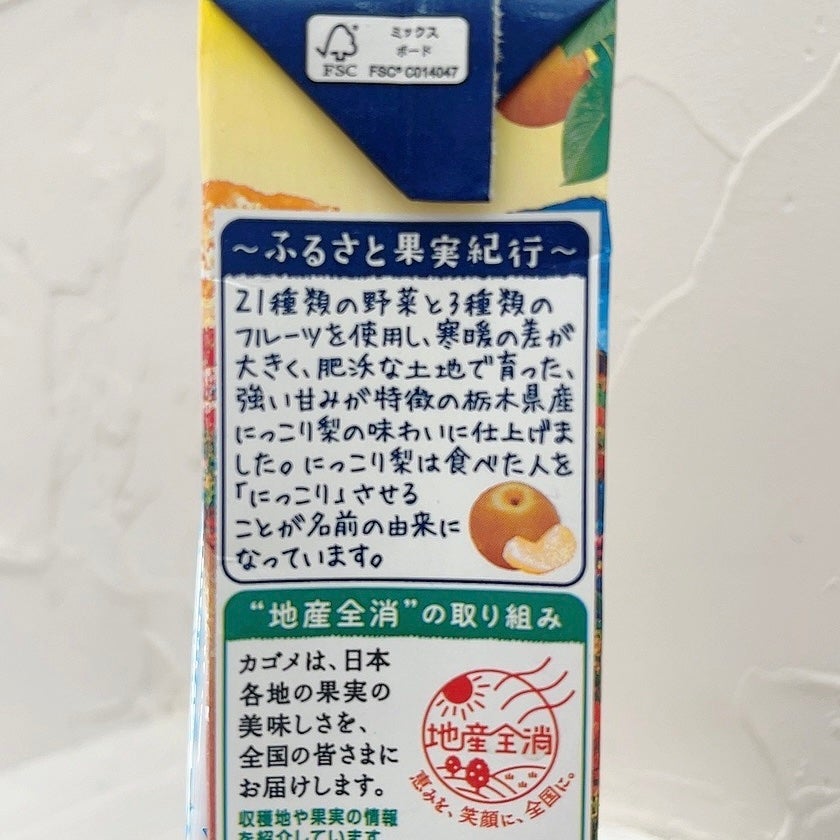 ミックス
ボード
FSC
FSC® C014047
～ふるさと果実紀行～
21種類の野菜と3種類の
フルーツを使用し、寒暖の差が
大きく、肥沃な土地で育った、
強い甘みが特徴の栃木県産
にっこり梨の味わいに仕上げま
した。にっこり梨は食べた人を
「にっこり」させる
ことが名前の由来に
なっています。
“地産全消”の取り組み
カゴメは、日本
各地の果実の
美味しさを、
全国の皆さまに
お届けします。
地産全消
恵みを、笑顔に、全国に。
収穫地や果実の情報
を紹介しています